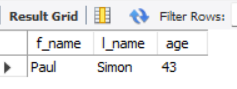 Result Grid Filter Rows:
f_name l_name age
Paul Simon 43